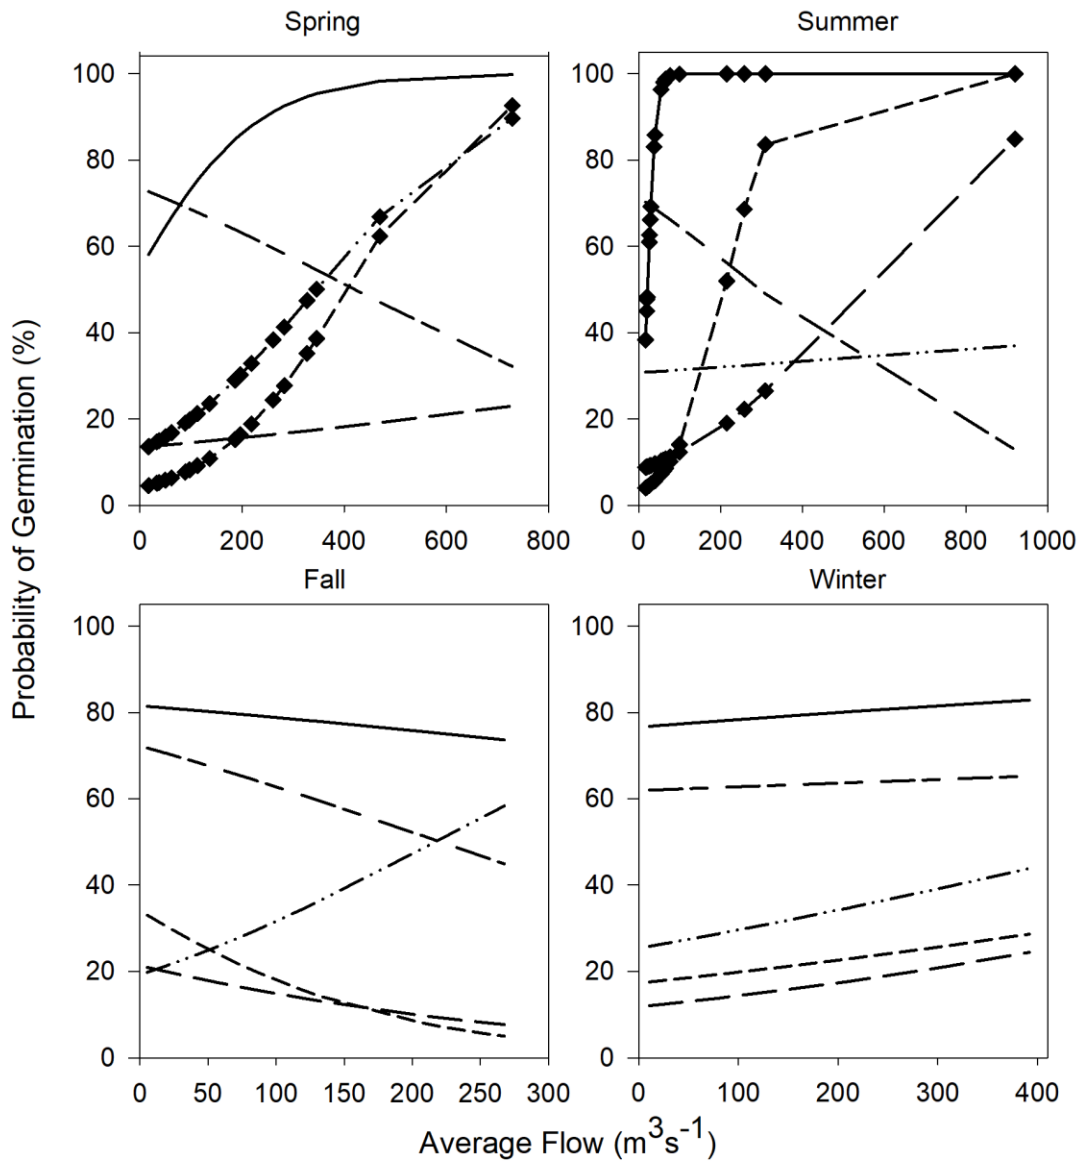 Spring Summer
100 100
80 80
60 60
40 40
20 20
0 0
0 200 400 600 800 0 200 400 600 800 1000
Fall Winter
100 100
80 80
60 60
40 40
20 20
0 0
0 50 100 150 200 250 300 0 100 200 300 400
Probability of Germination (%)
Average Flow (m³s⁻¹)